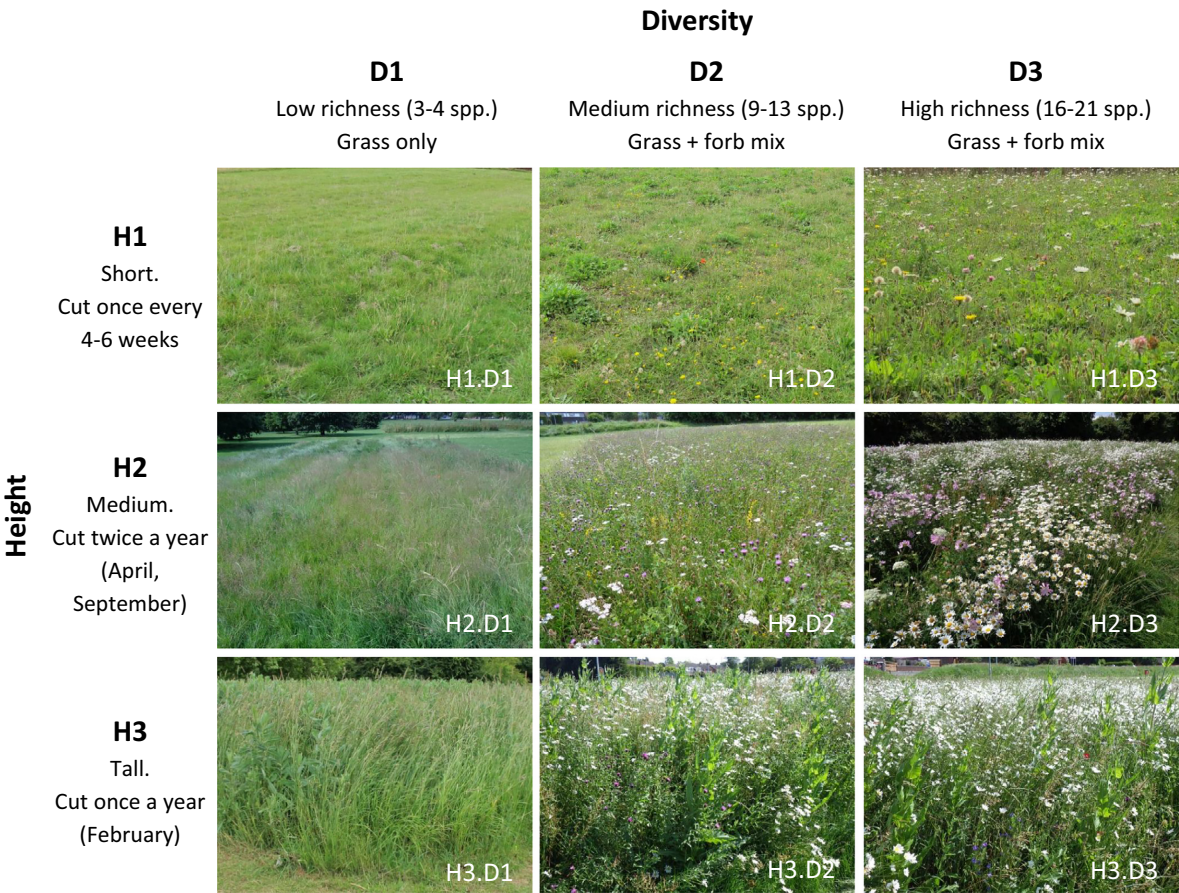 Diversity
D1
Low richness (3-4 spp.)
Grass only
D2
Medium richness (9-13 spp.)
Grass + forb mix
D3
High richness (16-21 spp.)
Grass + forb mix
Height
H1
Short.
Cut once every
4-6 weeks
H1.D1
H1.D2
H1.D3
H2
Medium.
Cut twice a year
(April,
September)
H2.D1
H2.D2
H2.D3
H3
Tall.
Cut once a year
(February)
H3.D1
H3.D2
H3.D3